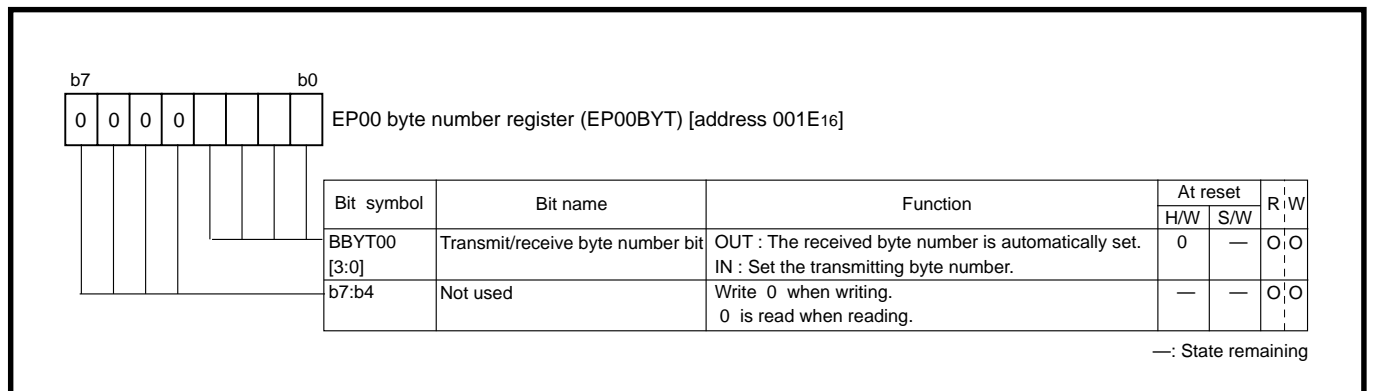 b7 b0
0 0 0 0 EP00 byte number register (EP00BYT) [address 001E16]
Bit symbol Bit name Function At reset R W
H/W S/W
BBYT00 Transmit/receive byte number bit OUT : The received byte number is automatically set. 0 — O O
[3:0] IN : Set the transmitting byte number.
b7:b4 Not used Write 0 when writing. — — O O
0 is read when reading.
—: State remaining